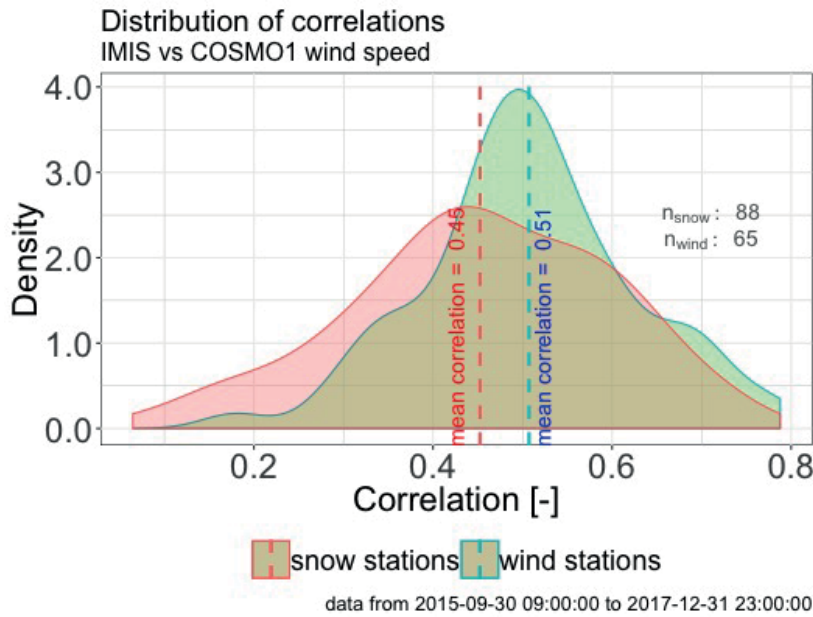 Distribution of correlations
IMIS vs COSMO1 wind speed
Density
4.0
3.0
2.0
1.0
0.0
mean correlation = 0.45
mean correlation = 0.51
nsnow : 88
nwind : 65
0.2
0.4
0.6
0.8
Correlation [-]
snow stations
wind stations
data from 2015-09-30 09:00:00 to 2017-12-31 23:00:00